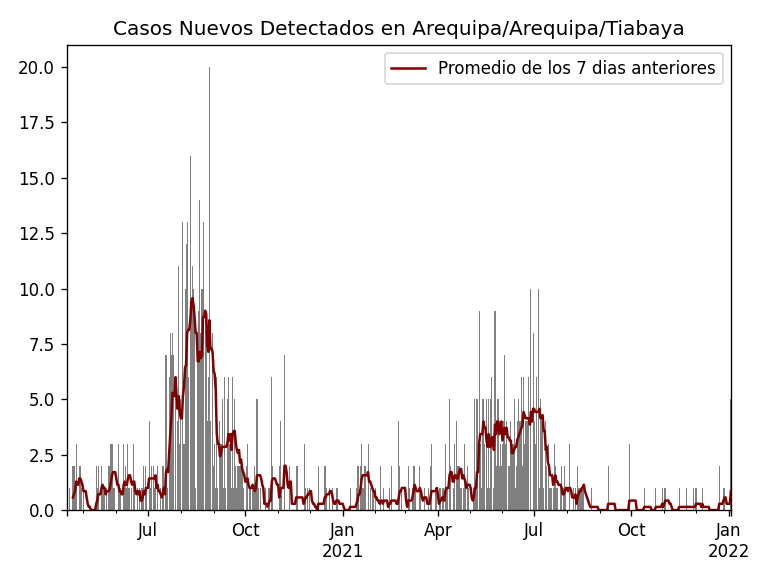 Casos Nuevos Detectados en Arequipa/Arequipa/Tiabaya
Promedio de los 7 dias anteriores
20.0
17.5
15.0
12.5
10.0
7.5
5.0
2.5
0.0
Jul
Oct
Jan
2021
Apr
Jul
Oct
Jan
2022